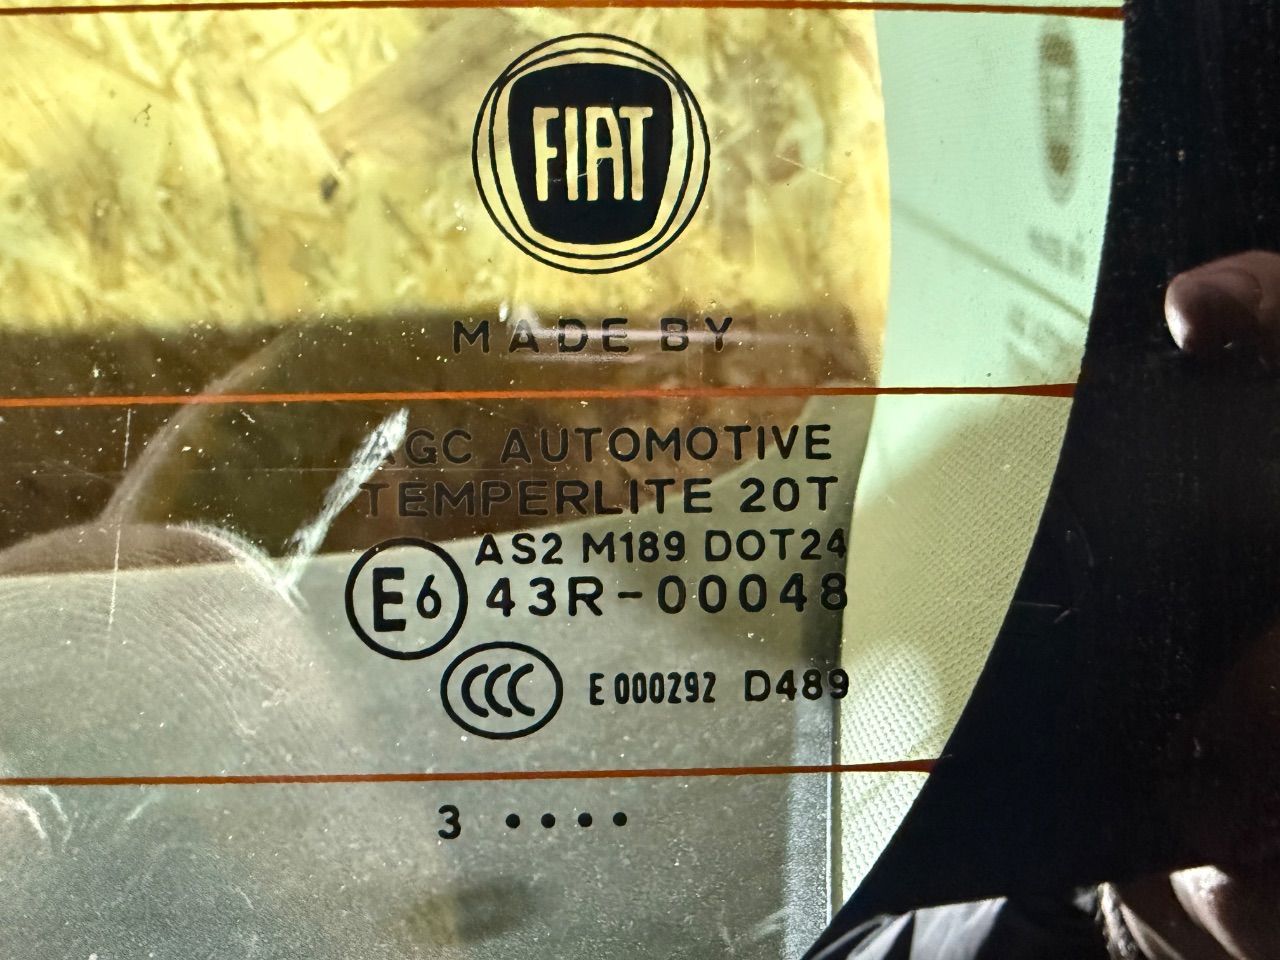 FIAT
MADE BY
AGC AUTOMOTIVE
TEMPERLITE 20T
AS2 M189 DOT24
E6 43R-00048
CCC E000292 D489
3 ••••